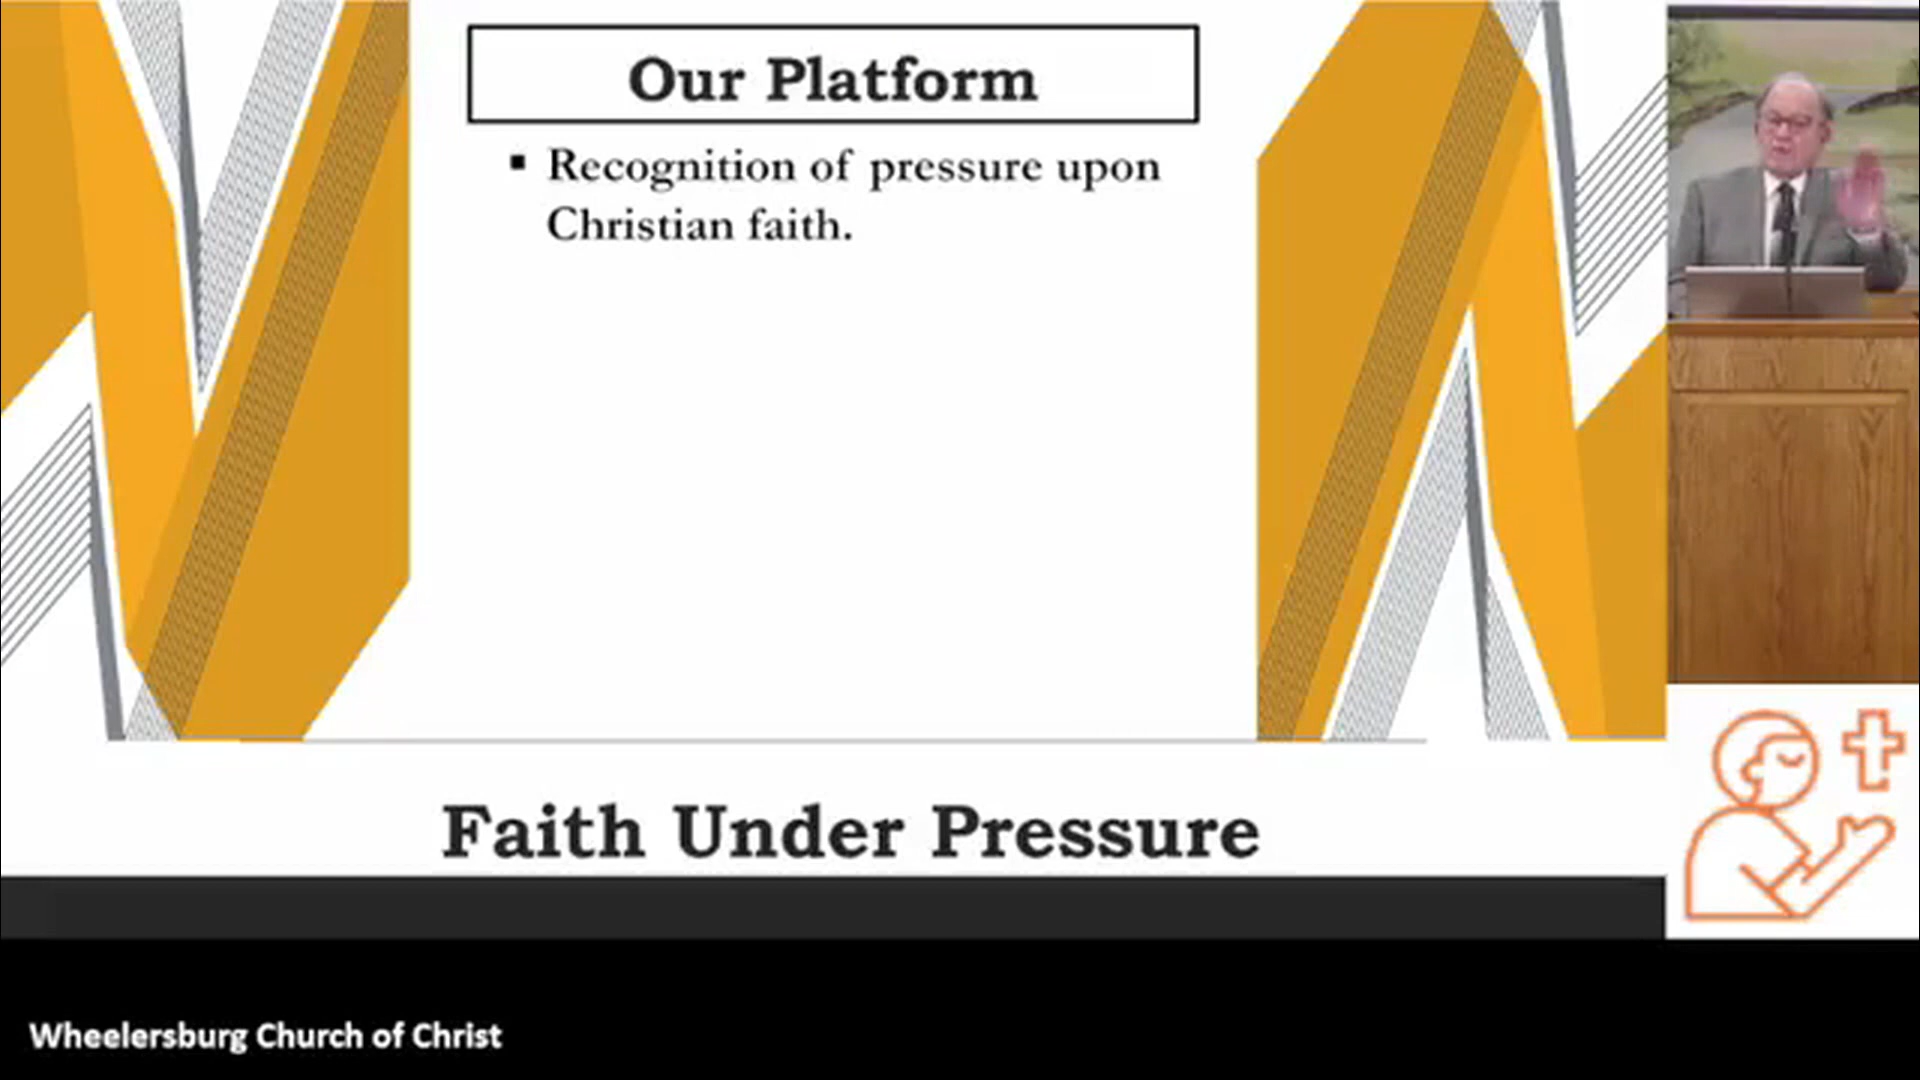 Our Platform
▪ Recognition of pressure upon
Christian faith.
Faith Under Pressure
Wheelersburg Church of Christ